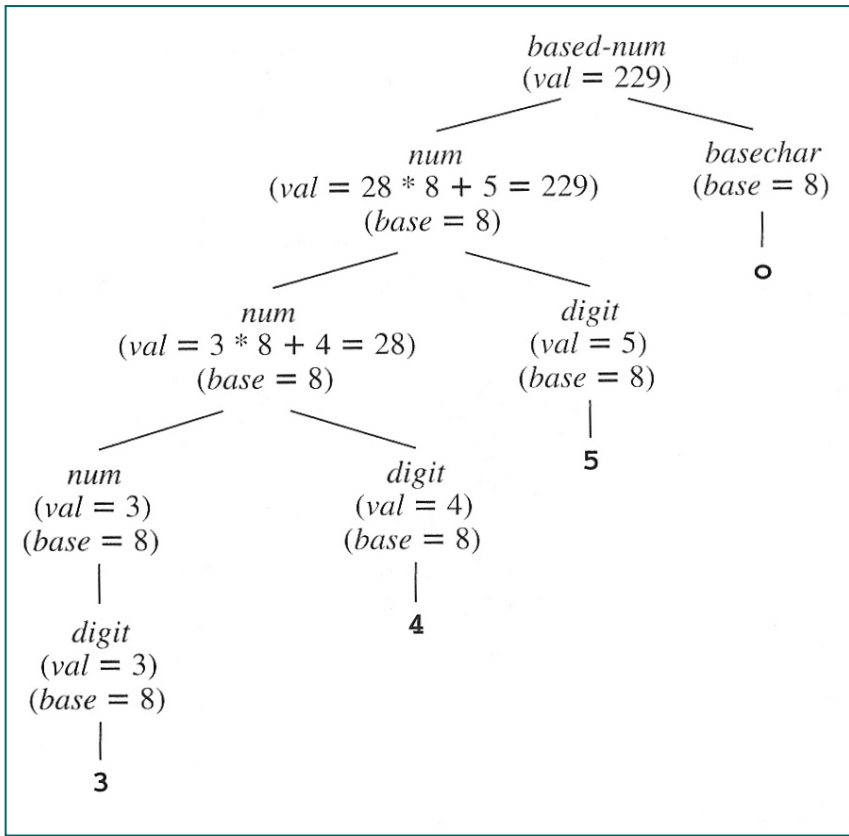 based-num
(val = 229)
num
(val = 28 * 8 + 5 = 229)
(base = 8)
basechar
(base = 8)
o
num
(val = 3 * 8 + 4 = 28)
(base = 8)
digit
(val = 5)
(base = 8)
5
num
(val = 3)
(base = 8)
digit
(val = 4)
(base = 8)
4
digit
(val = 3)
(base = 8)
3